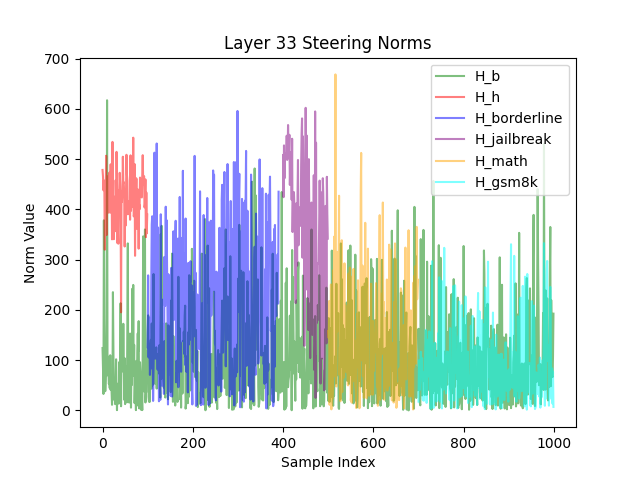 Layer 33 Steering Norms
700
600
500
400
300
200
100
0
Norm Value
H_b
H_h
H_borderline
H_jailbreak
H_math
H_gsm8k
0
200
400
600
800
1000
Sample Index